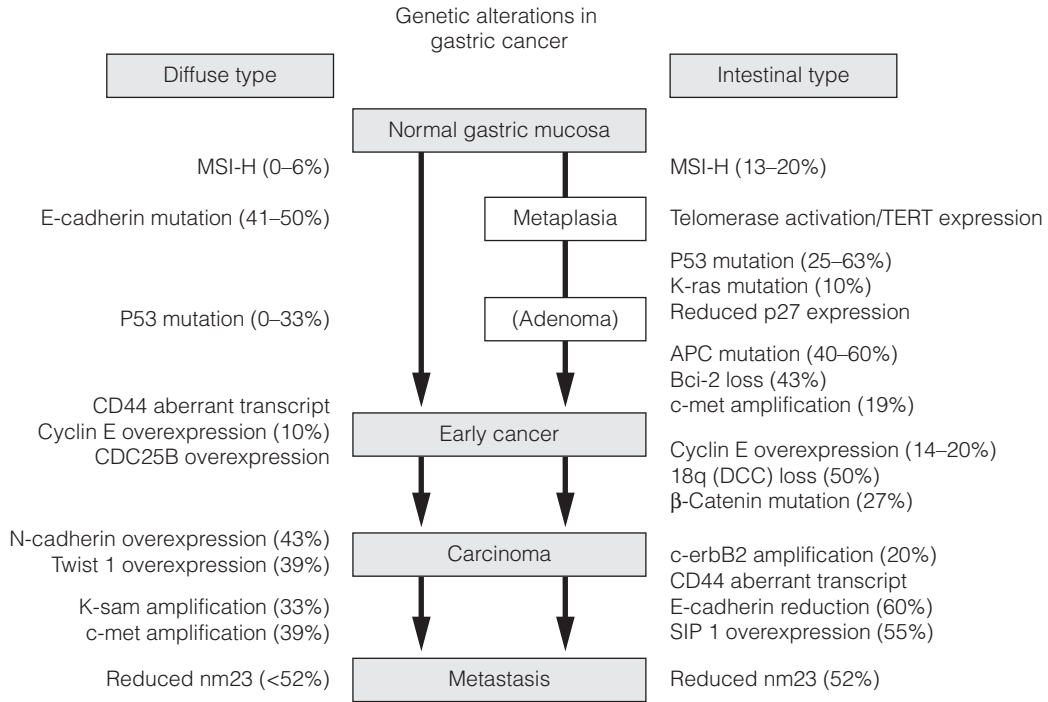 Genetic alterations in
gastric cancer
Diffuse type
Intestinal type
Normal gastric mucosa
MSI-H (0–6%)
MSI-H (13–20%)
E-cadherin mutation (41–50%)
Metaplasia
Telomerase activation/TERT expression
P53 mutation (25–63%)
K-ras mutation (10%)
Reduced p27 expression
P53 mutation (0–33%)
(Adenoma)
APC mutation (40–60%)
Bci-2 loss (43%)
c-met amplification (19%)
CD44 aberrant transcript
Cyclin E overexpression (10%)
CDC25B overexpression
Early cancer
Cyclin E overexpression (14–20%)
18q (DCC) loss (50%)
β-Catenin mutation (27%)
N-cadherin overexpression (43%)
Twist 1 overexpression (39%)
Carcinoma
c-erbB2 amplification (20%)
CD44 aberrant transcript
E-cadherin reduction (60%)
SIP 1 overexpression (55%)
K-sam amplification (33%)
c-met amplification (39%)
Reduced nm23 (<52%)
Metastasis
Reduced nm23 (52%)